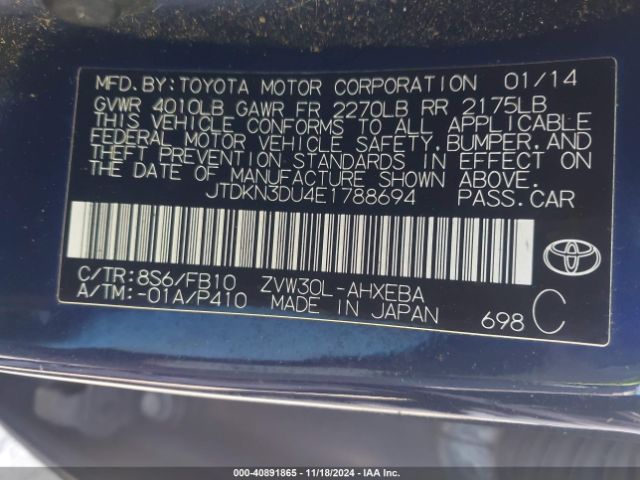 MFD.BY:TOYOTA MOTOR CORPORATION 01/14
GVWR 4010LB GAWR FR 2270LB RR 2175LB
THIS VEHICLE CONFORMS TO ALL APPLICABLE
FEDERAL MOTOR VEHICLE SAFETY,BUMPER,AND
THEFT PREVENTION STANDARDS IN EFFECT ON
THE DATE OF MANUFACTURE SHOWN ABOVE.
JTDKN3DU4E1788694 PASS.CAR
C/TR:8S6/FB10 ZVW30L-AHXEBA
A/TM:-01A/P410 MADE IN JAPAN
698 C
000-40891865 - 11/18/2024 - IAA Inc.